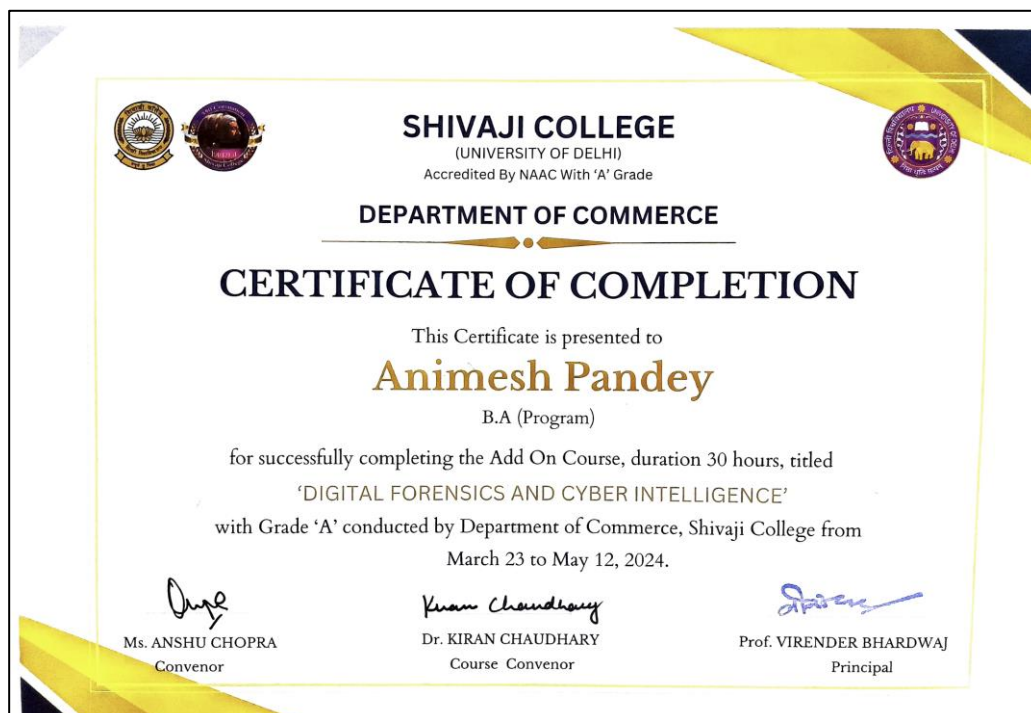 SHIVAJI COLLEGE
(UNIVERSITY OF DELHI)
Accredited By NAAC With ‘A’ Grade
DEPARTMENT OF COMMERCE
CERTIFICATE OF COMPLETION
This Certificate is presented to
Animesh Pandey
B.A (Program)
for successfully completing the Add On Course, duration 30 hours, titled
‘DIGITAL FORENSICS AND CYBER INTELLIGENCE’
with Grade ‘A’ conducted by Department of Commerce, Shivaji College from
March 23 to May 12, 2024.
Kiran Chaudhary
Ms. ANSHU CHOPRA
Convenor
Dr. KIRAN CHAUDHARY
Course Convenor
Prof. VIRENDER BHARDWAJ
Principal